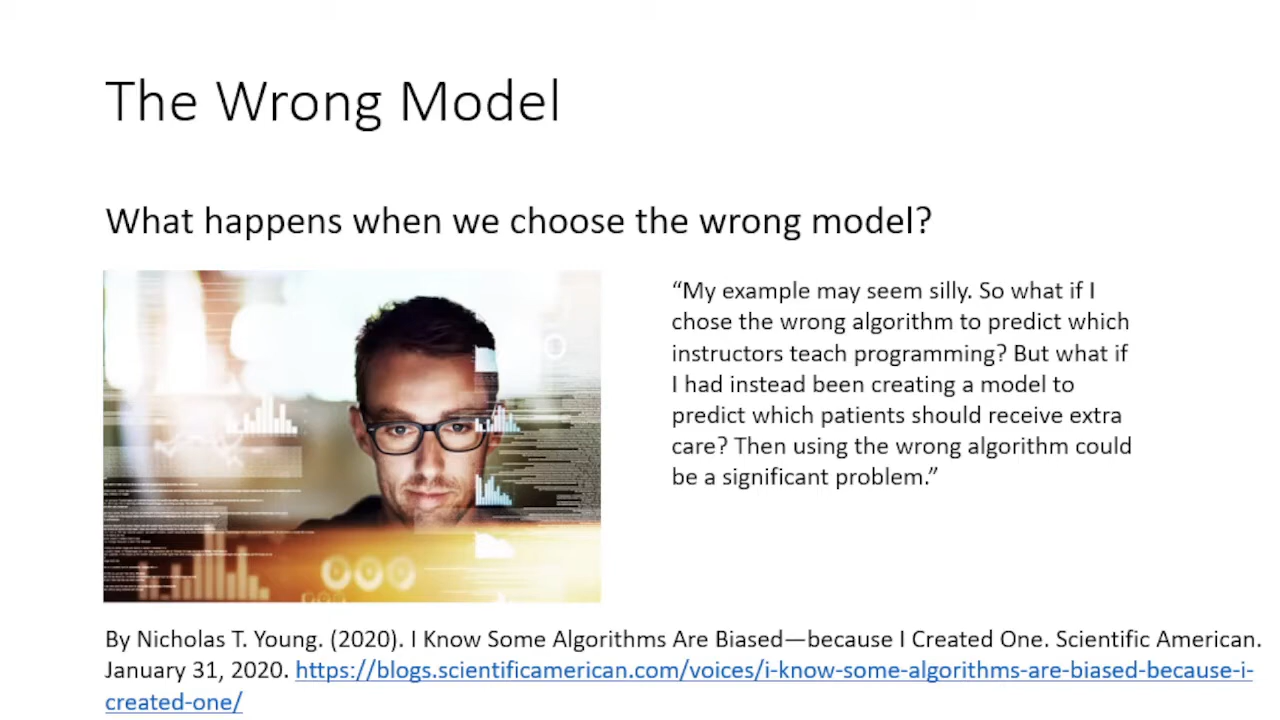 The Wrong Model
What happens when we choose the wrong model?
“My example may seem silly. So what if I
chose the wrong algorithm to predict which
instructors teach programming? But what if
I had instead been creating a model to
predict which patients should receive extra
care? Then using the wrong algorithm could
be a significant problem.”
By Nicholas T. Young. (2020). I Know Some Algorithms Are Biased—because I Created One. Scientific American.
January 31, 2020. https://blogs.scientificamerican.com/voices/i-know-some-algorithms-are-biased-because-i-
created-one/